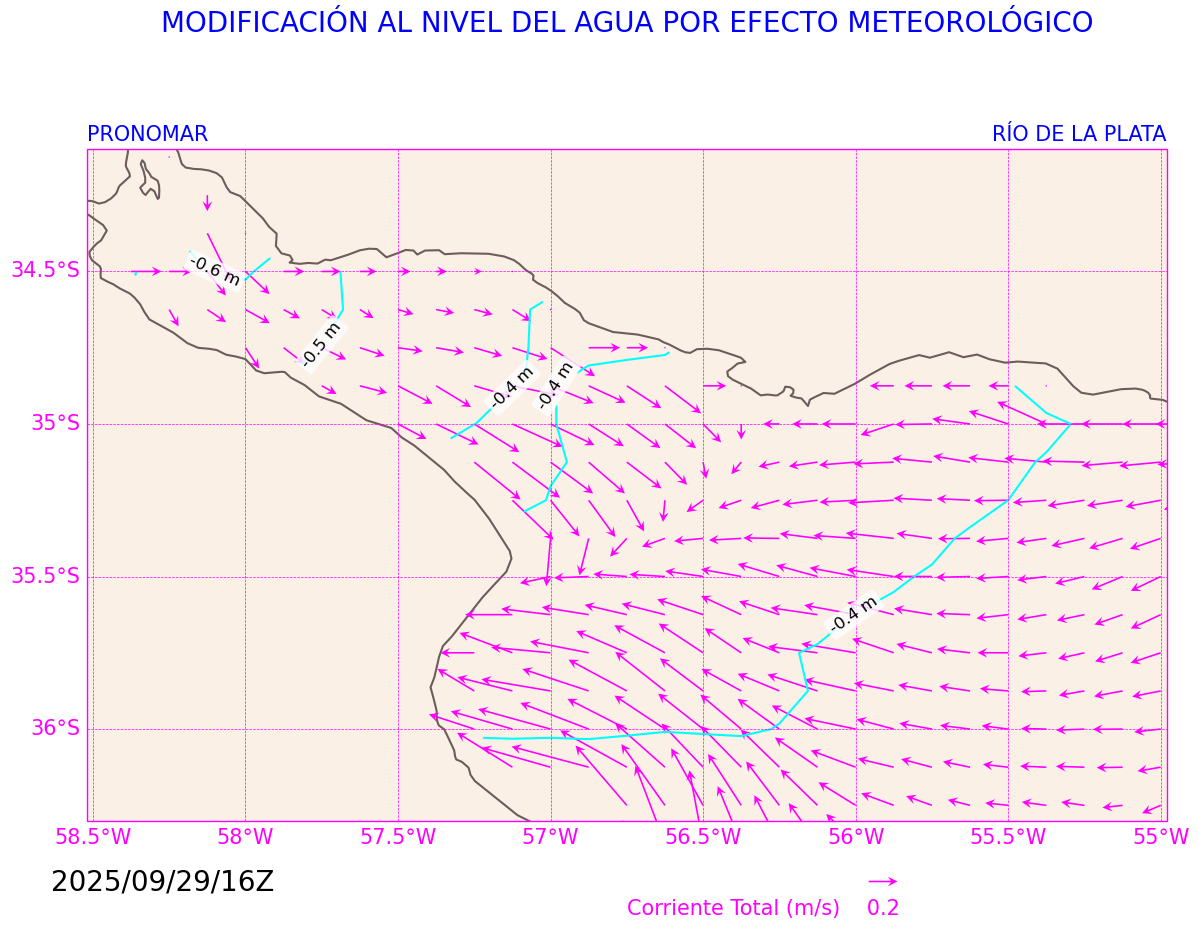 MODIFICACIÓN AL NIVEL DEL AGUA POR EFECTO METEOROLÓGICO
PRONOMAR
RÍO DE LA PLATA
-0.6 m
34.5°S
-0.5 m
-0.4 m
-0.4 m
35°S
35.5°S
-0.4 m
36°S
58.5°W 58°W 57.5°W 57°W 56.5°W 56°W 55.5°W 55°W
2025/09/29/16Z
Corriente Total (m/s) 0.2